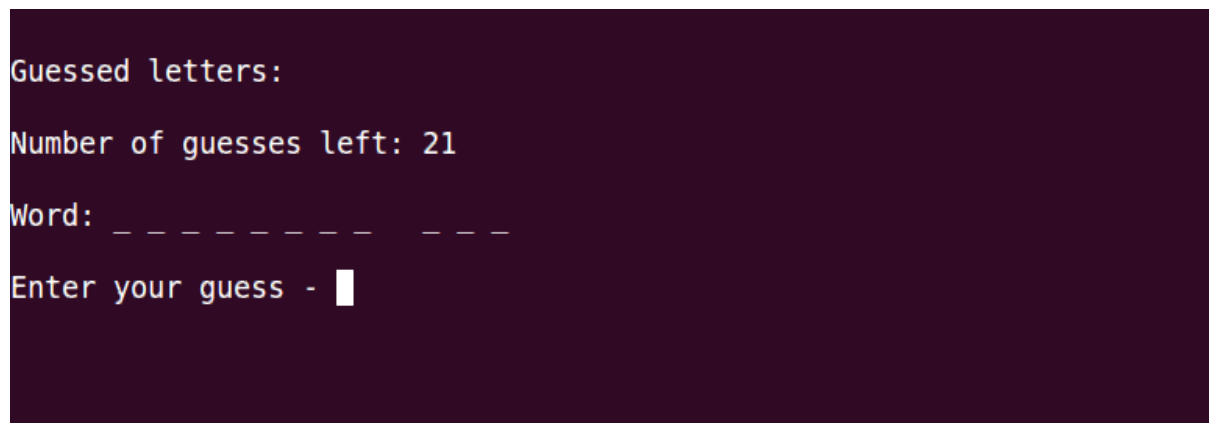 Guessed letters:
Number of guesses left: 21
Word: _ _ _ _ _ _ _ _   _ _ _
Enter your guess -